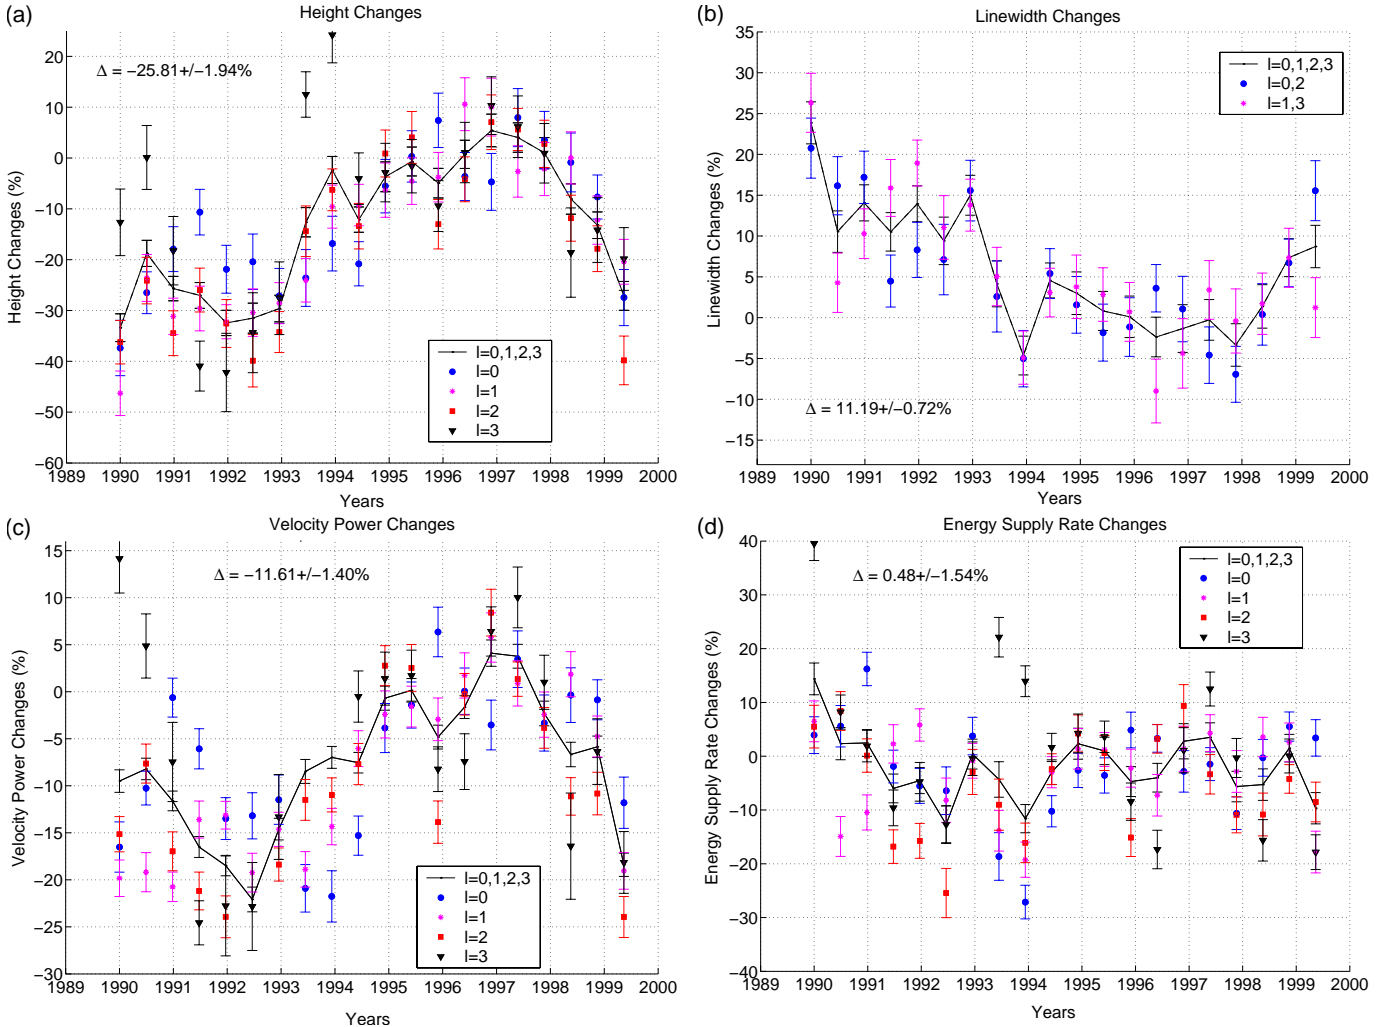 (a)
Height Changes
Δ = −25.81+/−1.94%
Height Changes (%)
20
10
0
−10
−20
−30
−40
−50
−60
l=0,1,2,3
l=0
l=1
l=2
l=3
1989 1990 1991 1992 1993 1994 1995 1996 1997 1998 1999 2000
Years
(b)
Linewidth Changes
Linewidth Changes (%)
35
30
25
20
15
10
5
0
−5
−10
−15
l=0,1,2,3
l=0,2
l=1,3
Δ = 11.19+/−0.72%
1989 1990 1991 1992 1993 1994 1995 1996 1997 1998 1999 2000
Years
(c)
Velocity Power Changes
Δ = −11.61+/−1.40%
Velocity Power Changes (%)
15
10
5
0
−5
−10
−15
−20
−25
−30
l=0,1,2,3
l=0
l=1
l=2
l=3
1989 1990 1991 1992 1993 1994 1995 1996 1997 1998 1999 2000
Years
(d)
Energy Supply Rate Changes
Δ = 0.48+/−1.54%
Energy Supply Rate Changes (%)
40
30
20
10
0
−10
−20
−30
−40
l=0,1,2,3
l=0
l=1
l=2
l=3
1989 1990 1991 1992 1993 1994 1995 1996 1997 1998 1999 2000
Years